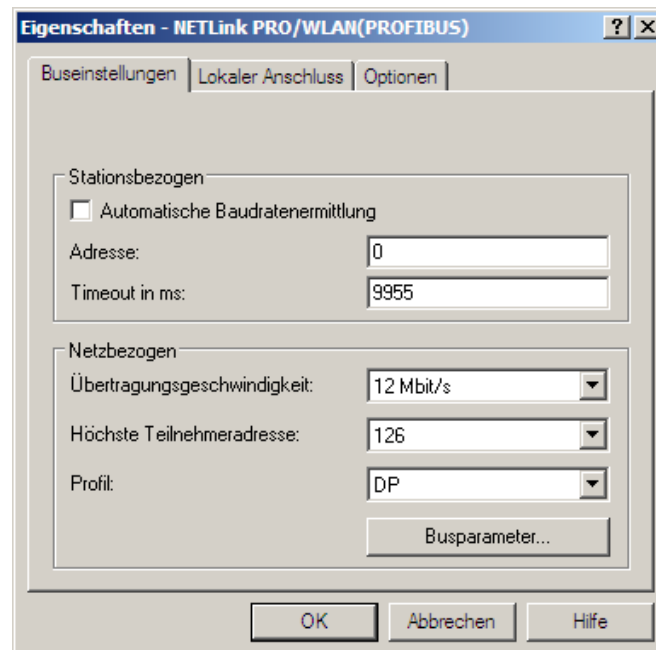 Eigenschaften - NETLink PRO/WLAN(PROFIBUS)
Buseinstellungen Lokaler Anschluss Optionen
Stationsbezogen
Automatische Baudratenermittlung
Adresse: 0
Timeout in ms: 9955
Netzbezogen
Übertragungsgeschwindigkeit: 12 Mbit/s
Höchste Teilnehmeradresse: 126
Profil: DP
Busparameter...
OK Abbrechen Hilfe